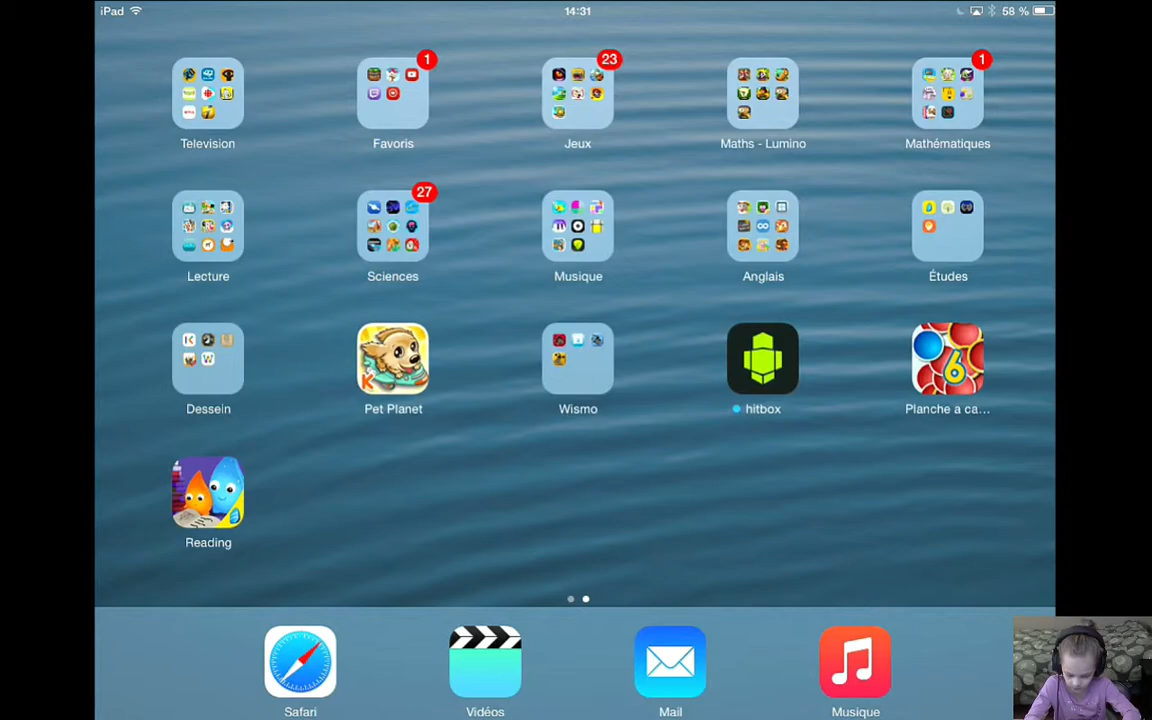 iPad 14:31 58 %
1 23 1
Television Favoris Jeux Maths - Lumino Mathématiques
27
Lecture Sciences Musique Anglais Études
Dessein Pet Planet Wismo hitbox Planche a ca...
Reading
Safari Vidéos Mail Musique